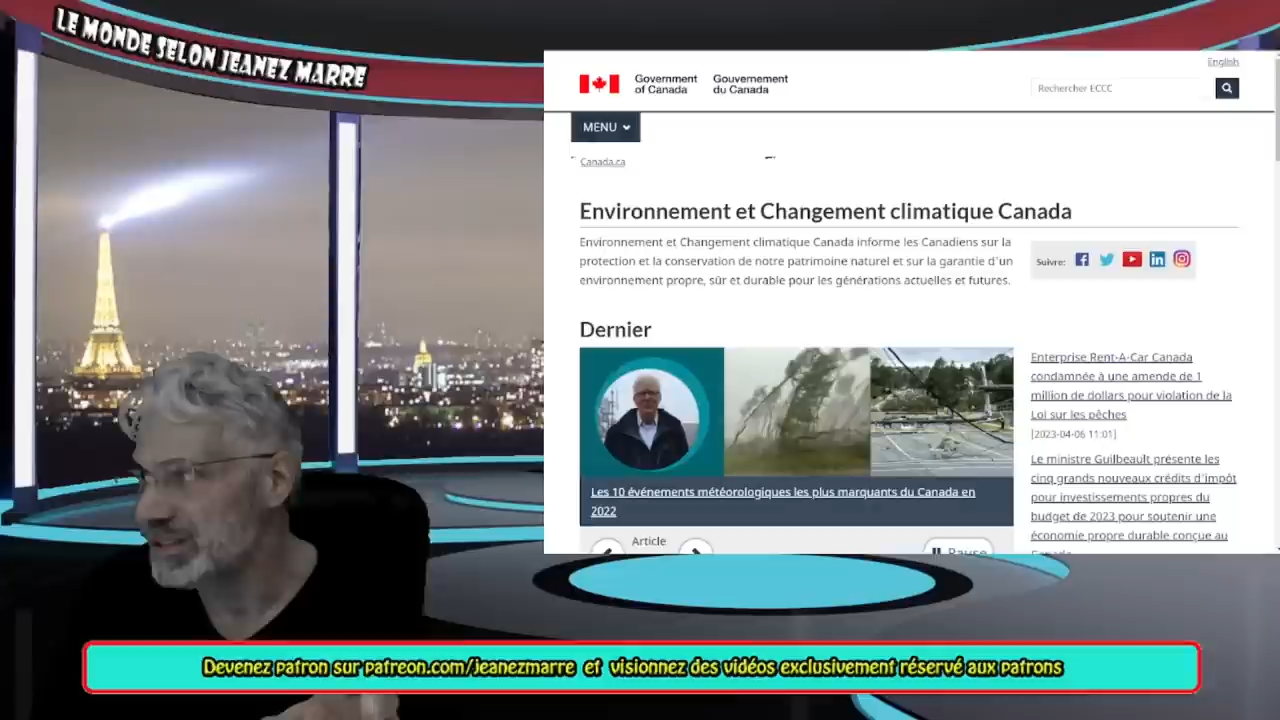 LE MONDE SELON JEANEZ MARRE
English
Government
of Canada
Gouvernement
du Canada
Rechercher ECCC
MENU
Canada.ca
Environnement et Changement climatique Canada
Environnement et Changement climatique Canada informe les Canadiens sur la
protection et la conservation de notre patrimoine naturel et sur la garantie d'un
environnement propre, sûr et durable pour les générations actuelles et futures.
Suivre:
Dernier
Les 10 événements météorologiques les plus marquants du Canada en
2022
Article
Pause
Enterprise Rent-A-Car Canada
condamnée à une amende de 1
million de dollars pour violation de la
Loi sur les pêches
[2023-04-06 11:01]
Le ministre Guilbeault présente les
cinq grands nouveaux crédits d'impôt
pour investissements propres du
budget de 2023 pour soutenir une
économie propre durable conçue au
Devenez patron sur patreon.com/jeanezmarre et visionnez des vidéos exclusivement réservé aux patrons